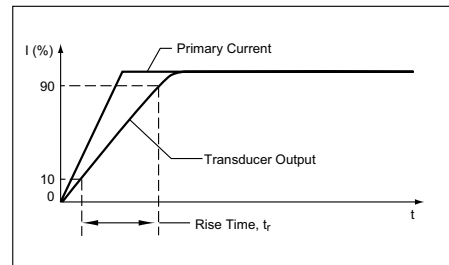 I (%)
Primary Current
90
Transducer Output
10
0
t
Rise Time, tr